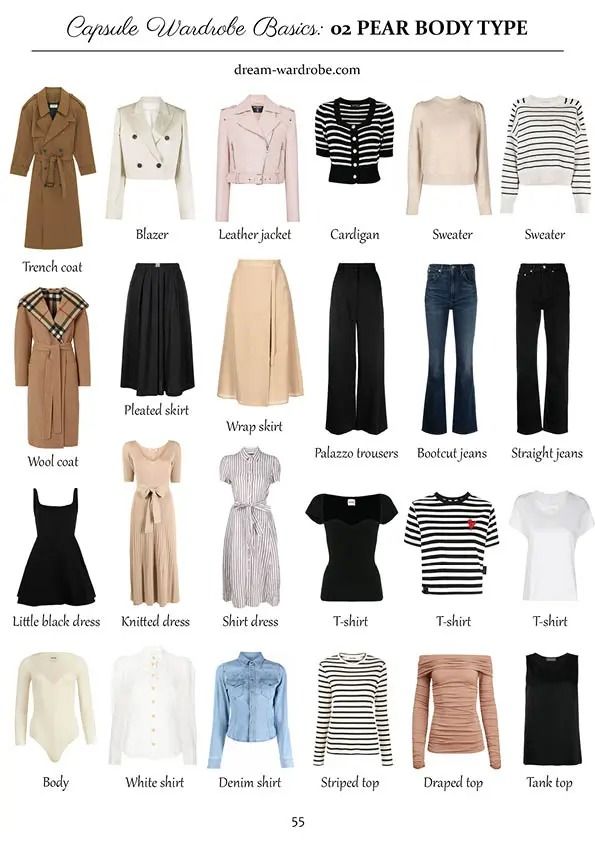 Capsule Wardrobe Basics: 02 PEAR BODY TYPE
dream-wardrobe.com
Trench coat
Blazer
Leather jacket
Cardigan
Sweater
Sweater
Wool coat
Pleated skirt
Wrap skirt
Palazzo trousers
Bootcut jeans
Straight jeans
Little black dress
Knitted dress
Shirt dress
T-shirt
T-shirt
T-shirt
Body
White shirt
Denim shirt
Striped top
Draped top
Tank top
55